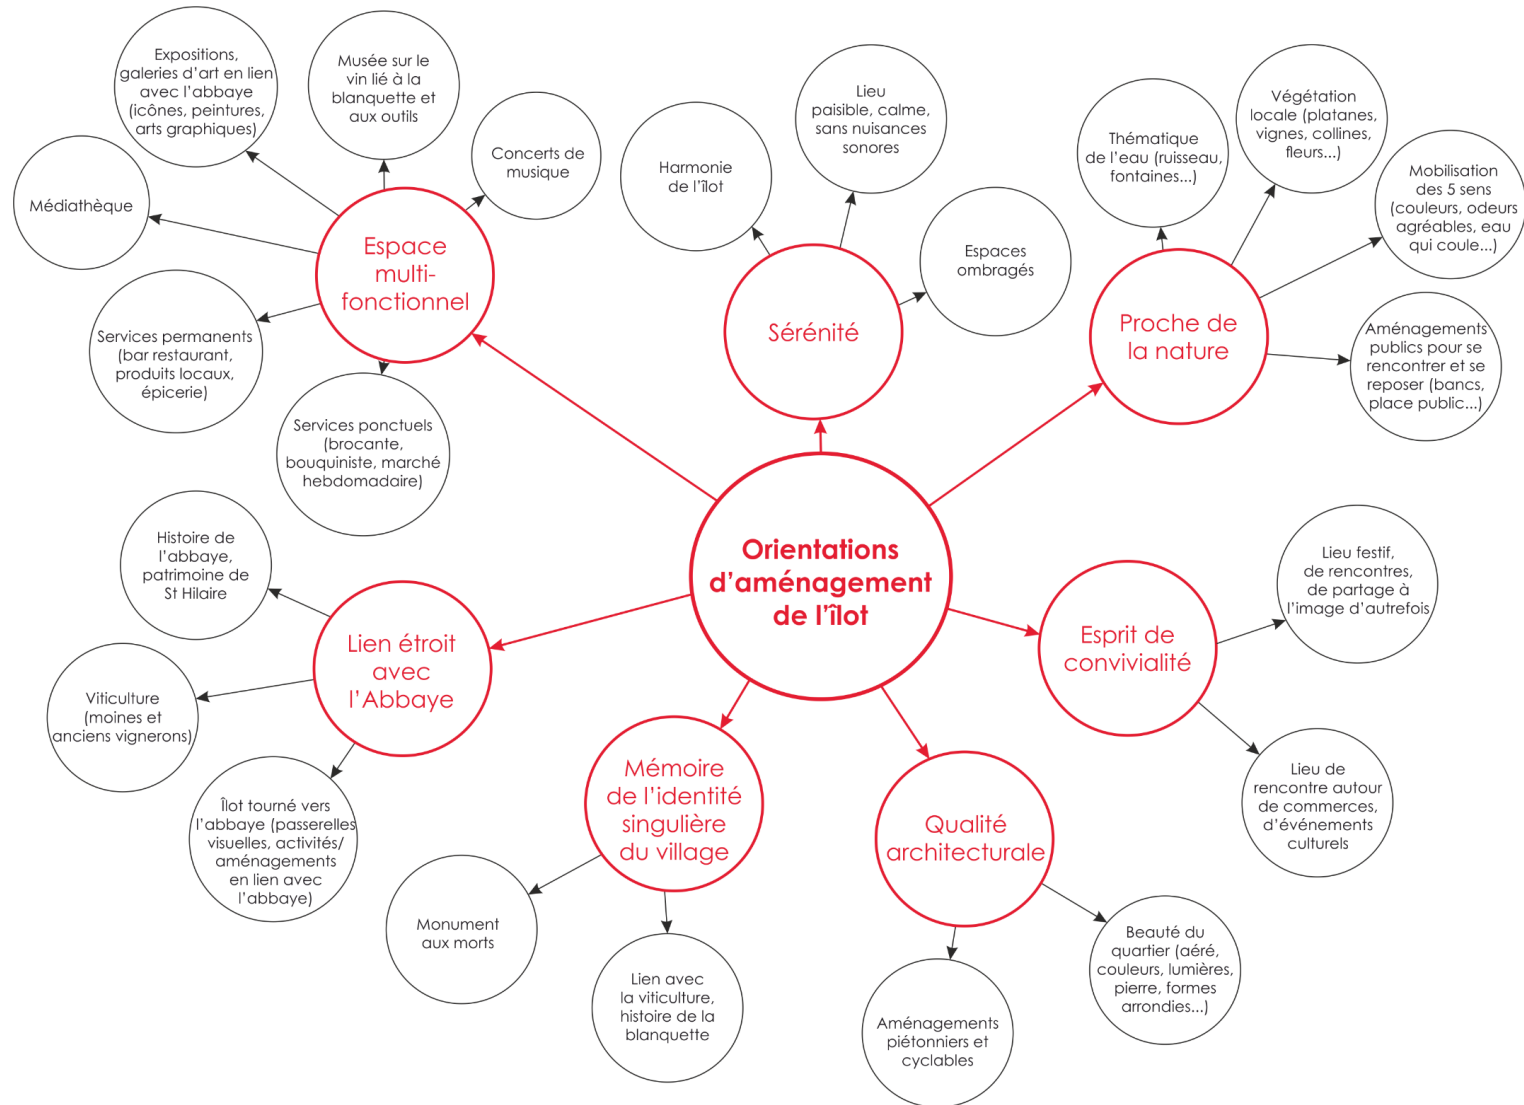 Expositions,
galeries d'art en lien
avec l'abbaye
(icônes, peintures,
arts graphiques)
Musée sur le
vin lié à la
blanquette et
aux outils
Concerts de
musique
Médiathèque
Espace
multi-
fonctionnel
Services permanents
(bar restaurant,
produits locaux,
épicerie)
Services ponctuels
(brocante,
bouquiniste, marché
hebdomadaire)
Harmonie
de l'îlot
Lieu
paisible, calme,
sans nuisances
sonores
Espaces
ombragés
Sérénité
Thématique
de l'eau (ruisseau,
fontaines...)
Végétation
locale (platanes,
vignes, collines,
fleurs...)
Mobilisation
des 5 sens
(couleurs, odeurs
agréables, eau
qui coule...)
Proche de
la nature
Aménagements
publics pour se
rencontrer et se
reposer (bancs,
place public...)
Orientations
d'aménagement
de l'îlot
Histoire de
l'abbaye,
patrimoine de
St Hilaire
Lien étroit
avec
l'Abbaye
Viticulture
(moines et
anciens vignerons)
Îlot tourné vers
l'abbaye (passerelles
visuelles, activités/
aménagements
en lien avec
l'abbaye)
Mémoire
de l'identité
singulière
du village
Monument
aux morts
Lien avec
la viticulture,
histoire de la
blanquette
Qualité
architecturale
Aménagements
piétonniers et
cyclables
Beauté du
quartier (aéré,
couleurs, lumières,
pierre, formes
arrondies...)
Esprit de
convivialité
Lieu festif,
de rencontres,
de partage à
l'image d'autrefois
Lieu de
rencontre autour
de commerces,
d'événements
culturels